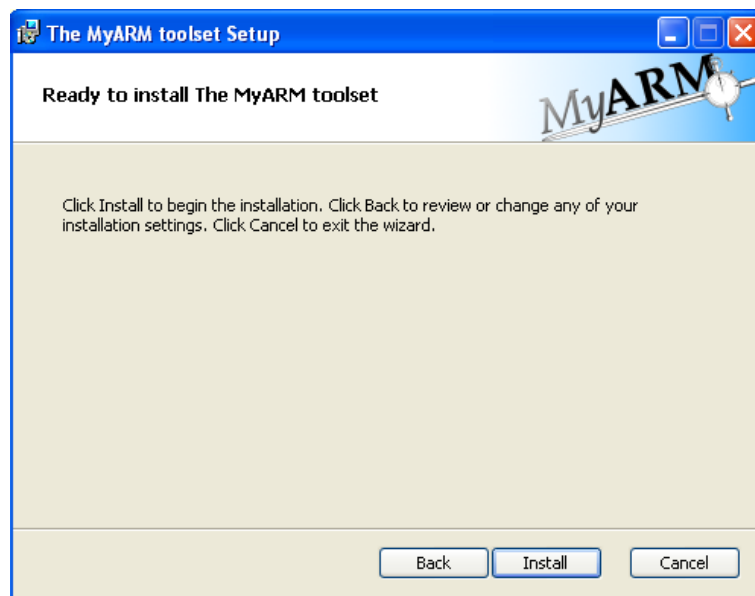 The MyARM toolset Setup
Ready to install The MyARM toolset
MyARM
Click Install to begin the installation. Click Back to review or change any of your
installation settings. Click Cancel to exit the wizard.
Back
Install
Cancel